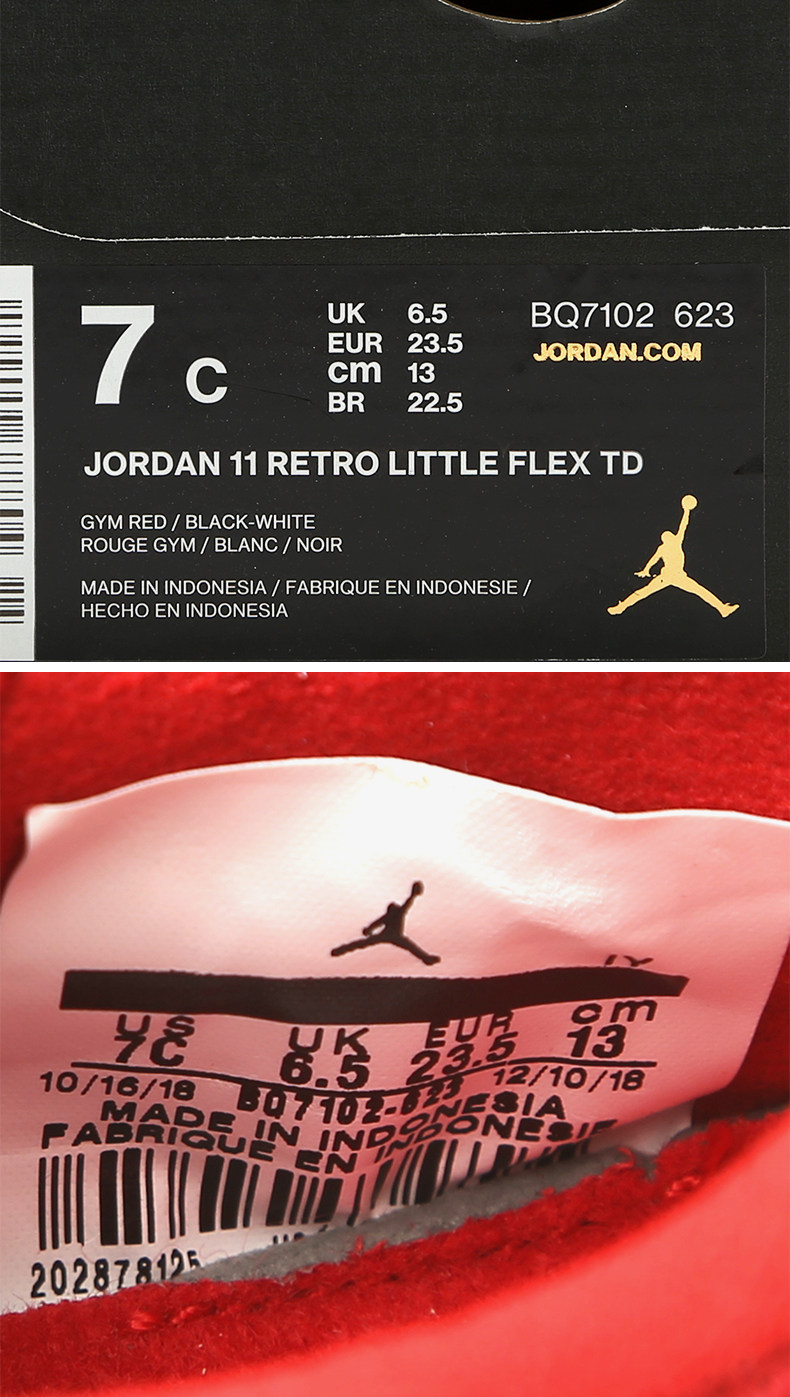 7 C
UK 6.5
EUR 23.5
cm 13
BR 22.5
BQ7102 623
JORDAN.COM
JORDAN 11 RETRO LITTLE FLEX TD
GYM RED / BLACK-WHITE
ROUGE GYM / BLANC / NOIR
MADE IN INDONESIA / FABRIQUE EN INDONESIE /
HECHO EN INDONESIA
US UK EUR cm
7C 6.5 23.5 13
10/16/18 BQ7102-623 12/10/18
MADE IN INDONESIA
FABRIQUE EN INDONESIE
202878125